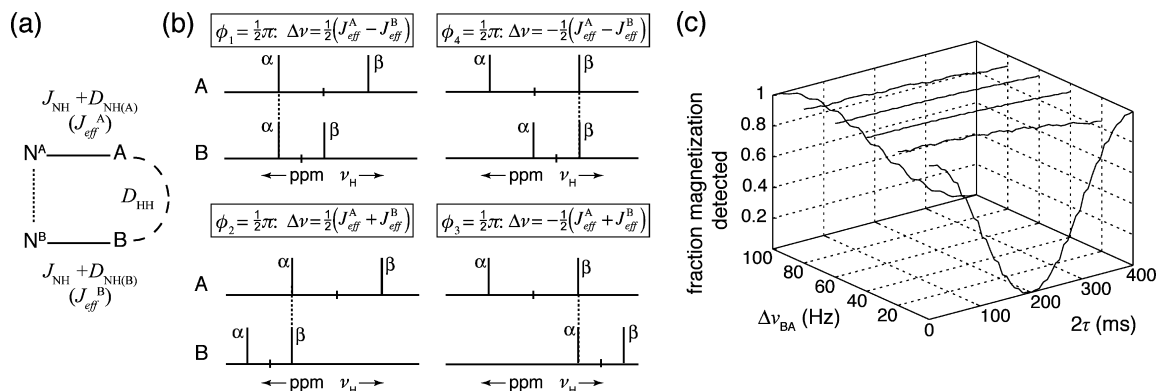 (a)
J_NH + D_NH(A)
(J_eff^A)
N^A A
D_HH
N^B B
J_NH + D_NH(B)
(J_eff^B)
(b)
ϕ₁ = ½π: Δν = ½(J_eff^A − J_eff^B)
α β
A
α β
B
← ppm ν_H →
ϕ₄ = ½π: Δν = −½(J_eff^A − J_eff^B)
α β
α β
← ppm ν_H →
ϕ₂ = ½π: Δν = ½(J_eff^A + J_eff^B)
α β
A
α β
B
← ppm ν_H →
ϕ₃ = ½π: Δν = −½(J_eff^A + J_eff^B)
α β
α β
← ppm ν_H →
(c)
fraction magnetization
detected
1
0.8
0.6
0.4
0.2
100
80
60
40
20
0
Δν_BA (Hz)
100
200
300
400
2τ (ms)